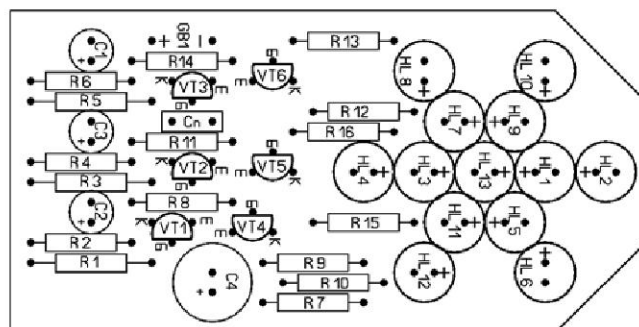 C1
+
+ GB1 −
R14
R13
R6
R5
К VT3 Э
Б
Э VT6 К
Б
HL8
+
HL10
+
C3
+
Cп
R12
R16
HL7 +
+ HL9
R4
R3
R11
К VT2 Э
Б
Э VT5 К
Б
HL4 +
HL3 +
HL13 +
+ HL1
+ HL2
C2
+
R8
R2
R1
К VT1 Э
Б
Э VT4 К
Б
R15
HL11 +
+ HL5
C4
+
R9
R10
R7
HL12 +
HL6
+